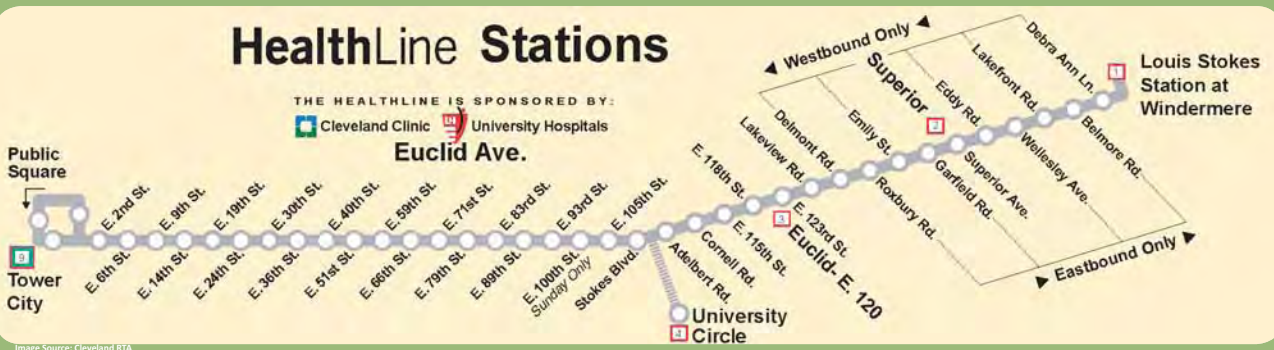 HealthLine Stations
THE HEALTHLINE IS SPONSORED BY:
Cleveland Clinic
University Hospitals
Euclid Ave.
Public
Square
9
Tower
City
E. 2nd St.
E. 6th St.
E. 9th St.
E. 14th St.
E. 19th St.
E. 24th St.
E. 30th St.
E. 36th St.
E. 40th St.
E. 51st St.
E. 59th St.
E. 66th St.
E. 71st St.
E. 79th St.
E. 83rd St.
E. 89th St.
E. 93rd St.
E. 100th St.
Sunday Only
E. 105th St.
Stokes Blvd.
4
University
Circle
Adelbert Rd.
Cornell Rd.
E. 115th St.
E. 118th St.
3
Euclid- E. 120
E. 123rd St.
Lakeview Rd.
Delmont Rd.
Roxbury Rd.
Emily St.
Garfield Rd.
Superior
2
Superior Ave.
Eddy Rd.
Wellesley Ave.
Lakefront Rd.
Belmore Rd.
Debra Ann Ln.
Westbound Only
Eastbound Only
1
Louis Stokes
Station at
Windermere
Image Source: Cleveland RTA